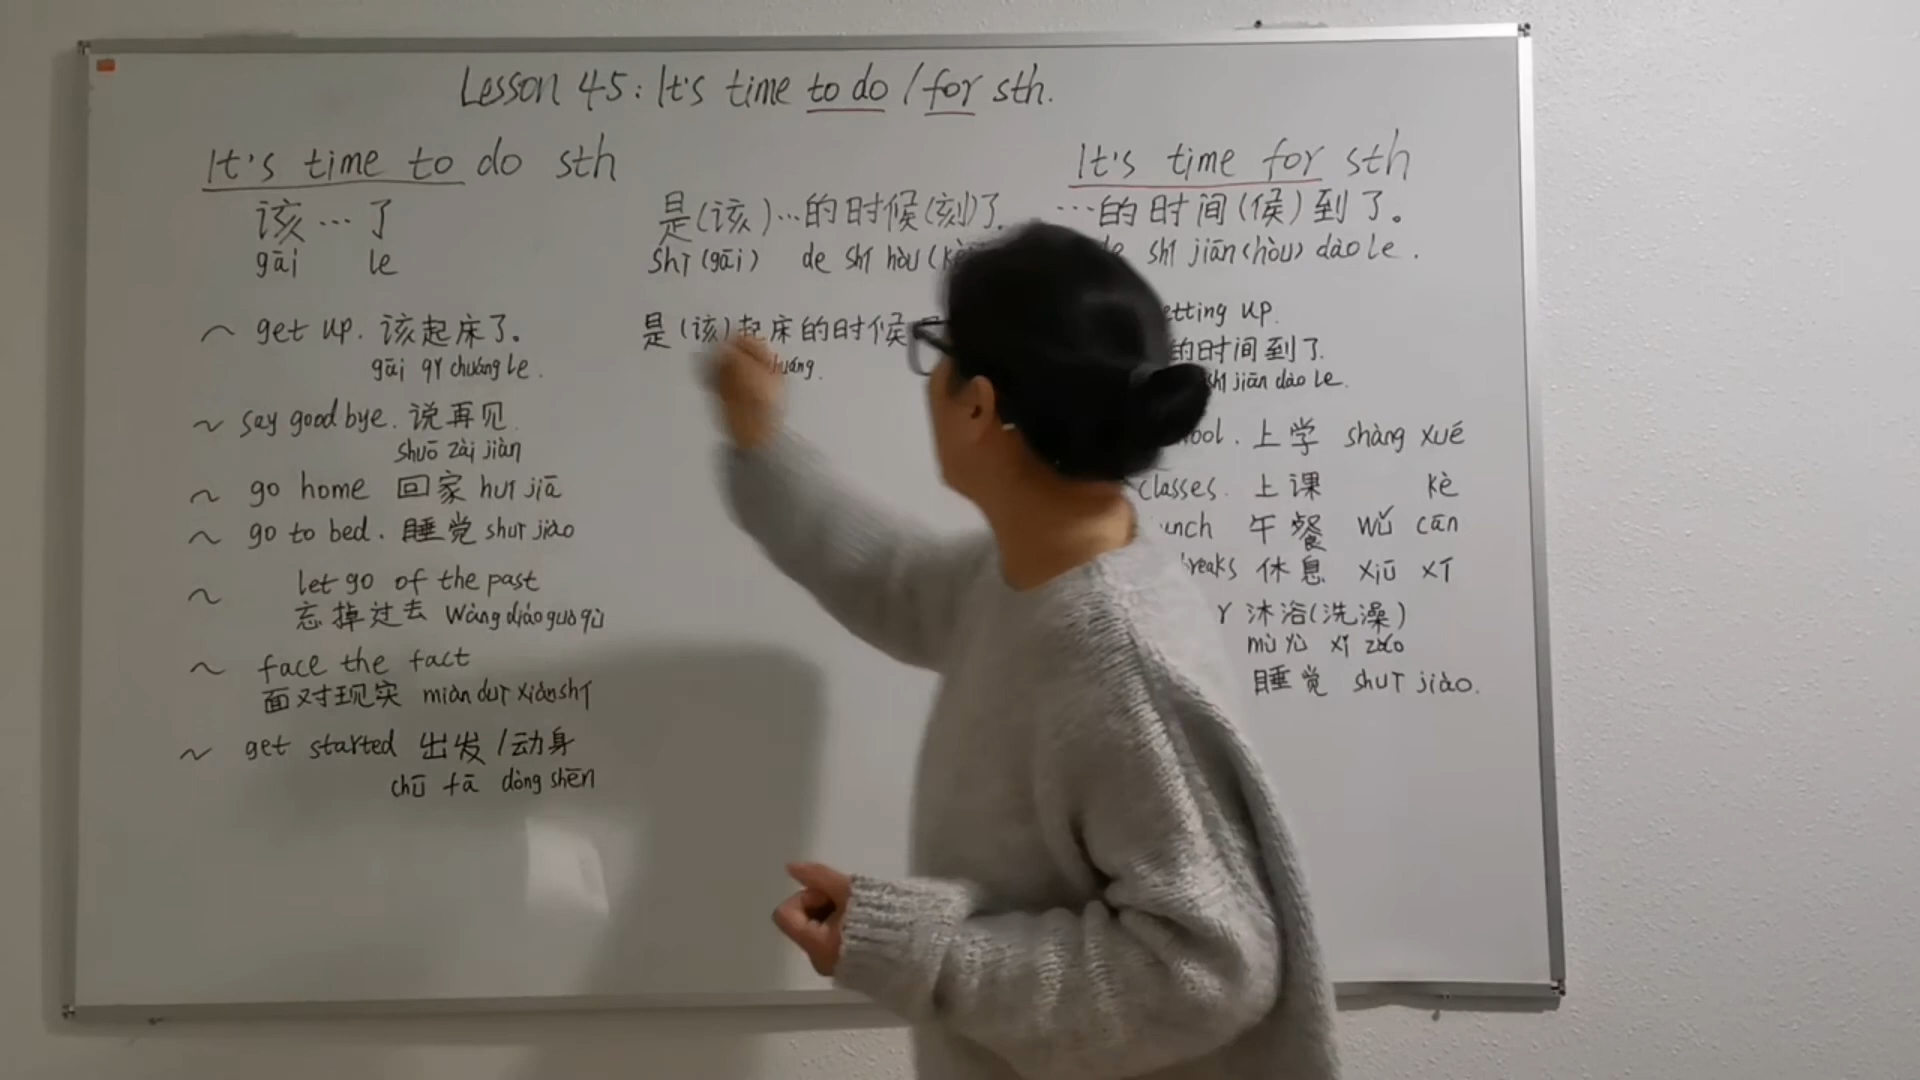 Lesson 45: It's time to do / for sth.
It's time to do sth
该…了
gāi le
~ get up. 该起床了。
gāi qǐ chuáng le.
~ say good bye. 说再见.
shuō zài jiàn
~ go home 回家 huí jiā
~ go to bed. 睡觉 shuì jiào
~ let go of the past
忘掉过去 wàng diào guò qù
~ face the fact
面对现实 miàn duì xiàn shí
~ get started 出发/动身
chū fā dòng shēn
是(该)…的时候(刻)了.
shì (gāi) de shí hòu (kè
是(该)起床的时候
It's time for sth
…的时间(候)到了。
shí jiān (hòu) dào le.
up.
的时间到了.
shí jiān dào le.
上学 shàng xué
classes. 上课 kè
午餐 wǔ cān
休息 xiū xī
沐浴(洗澡)
mù yù xǐ zǎo
睡觉 shuì jiào.